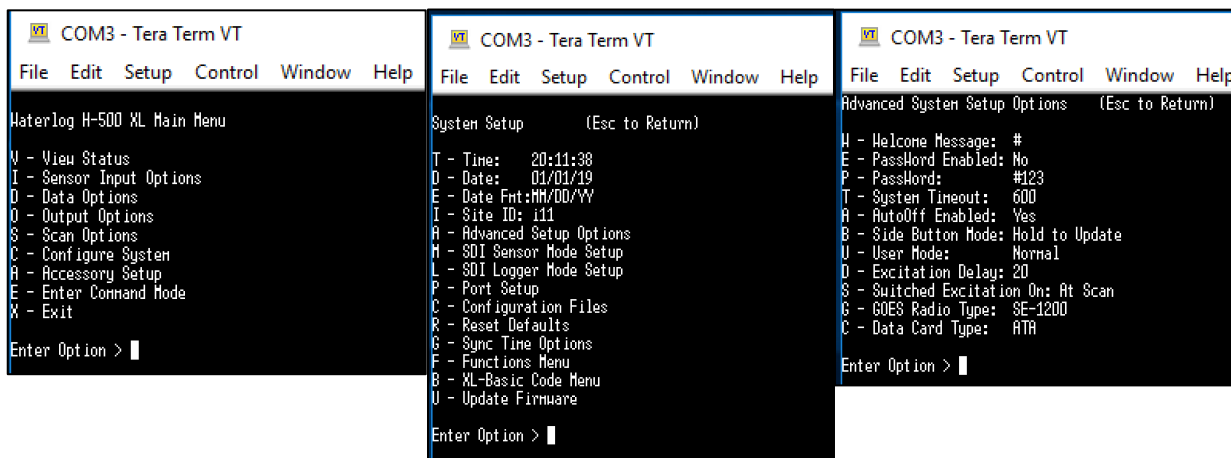 COM3 - Tera Term VT
File Edit Setup Control Window Help
Waterlog H-500 XL Main Menu
V - View Status
I - Sensor Input Options
D - Data Options
O - Output Options
S - Scan Options
C - Configure System
A - Accessory Setup
E - Enter Command Mode
X - Exit
Enter Option >
COM3 - Tera Term VT
File Edit Setup Control Window Help
System Setup (Esc to Return)
T - Time: 20:11:38
D - Date: 01/01/19
E - Date Fmt:MM/DD/YY
I - Site ID: i11
A - Advanced Setup Options
M - SDI Sensor Mode Setup
L - SDI Logger Mode Setup
P - Port Setup
C - Configuration Files
R - Reset Defaults
G - Sync Time Options
F - Functions Menu
B - XL-Basic Code Menu
U - Update Firmware
Enter Option >
COM3 - Tera Term VT
File Edit Setup Control Window Help
Advanced System Setup Options (Esc to Return)
W - Welcome Message: #
E - PassWord Enabled: No
P - PassWord: #123
T - System Timeout: 600
A - AutoOff Enabled: Yes
B - Side Button Mode: Hold to Update
U - User Mode: Normal
D - Excitation Delay: 20
S - Switched Excitation On: At Scan
G - GOES Radio Type: SE-1200
C - Data Card Type: ATA
Enter Option >